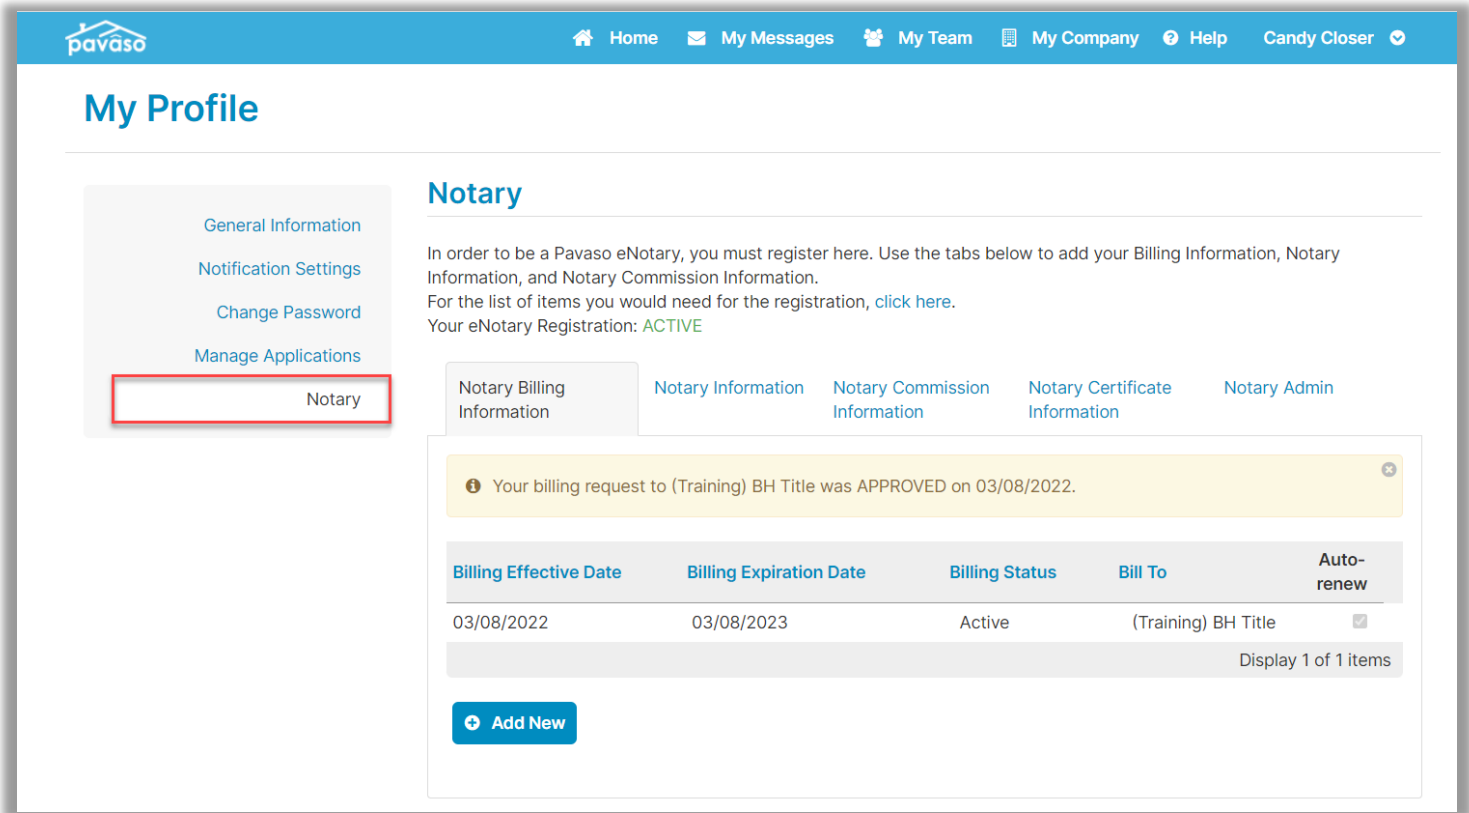 pavaso
Home My Messages My Team My Company Help Candy Closer
My Profile
General Information
Notification Settings
Change Password
Manage Applications
Notary
Notary
In order to be a Pavaso eNotary, you must register here. Use the tabs below to add your Billing Information, Notary
Information, and Notary Commission Information.
For the list of items you would need for the registration, click here.
Your eNotary Registration: ACTIVE
Notary Billing
Information
Notary Information
Notary Commission
Information
Notary Certificate
Information
Notary Admin
Your billing request to (Training) BH Title was APPROVED on 03/08/2022.
Billing Effective Date Billing Expiration Date Billing Status Bill To Auto-
renew
03/08/2022 03/08/2023 Active (Training) BH Title
Display 1 of 1 items
Add New